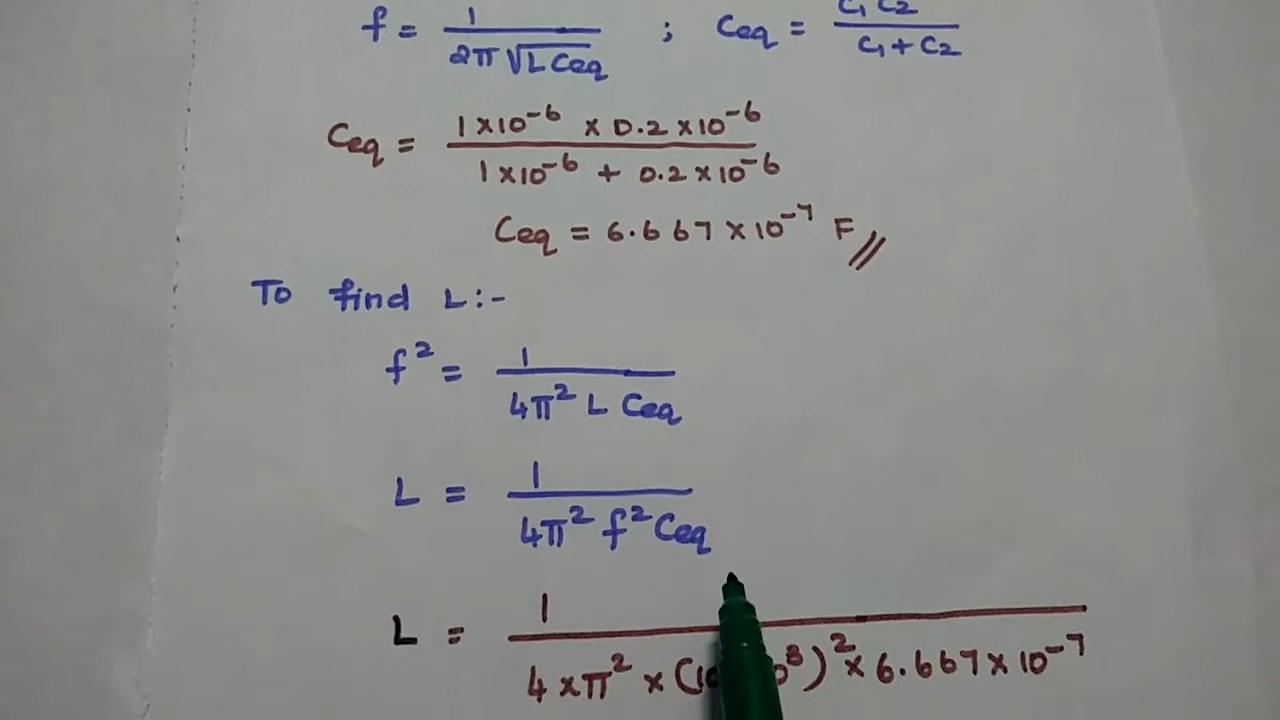 f = 1 / 2π √L Ceq ; Ceq = C1 C2 / C1 + C2
Ceq = 1 × 10⁻⁶ × 0.2 × 10⁻⁶ / 1 × 10⁻⁶ + 0.2 × 10⁻⁶
Ceq = 6.667 × 10⁻⁷ F //
To find L :-
f² = 1 / 4π² L Ceq
L = 1 / 4π² f² Ceq
L = 1 / 4 × π² × ( )² × 6.667 × 10⁻⁷